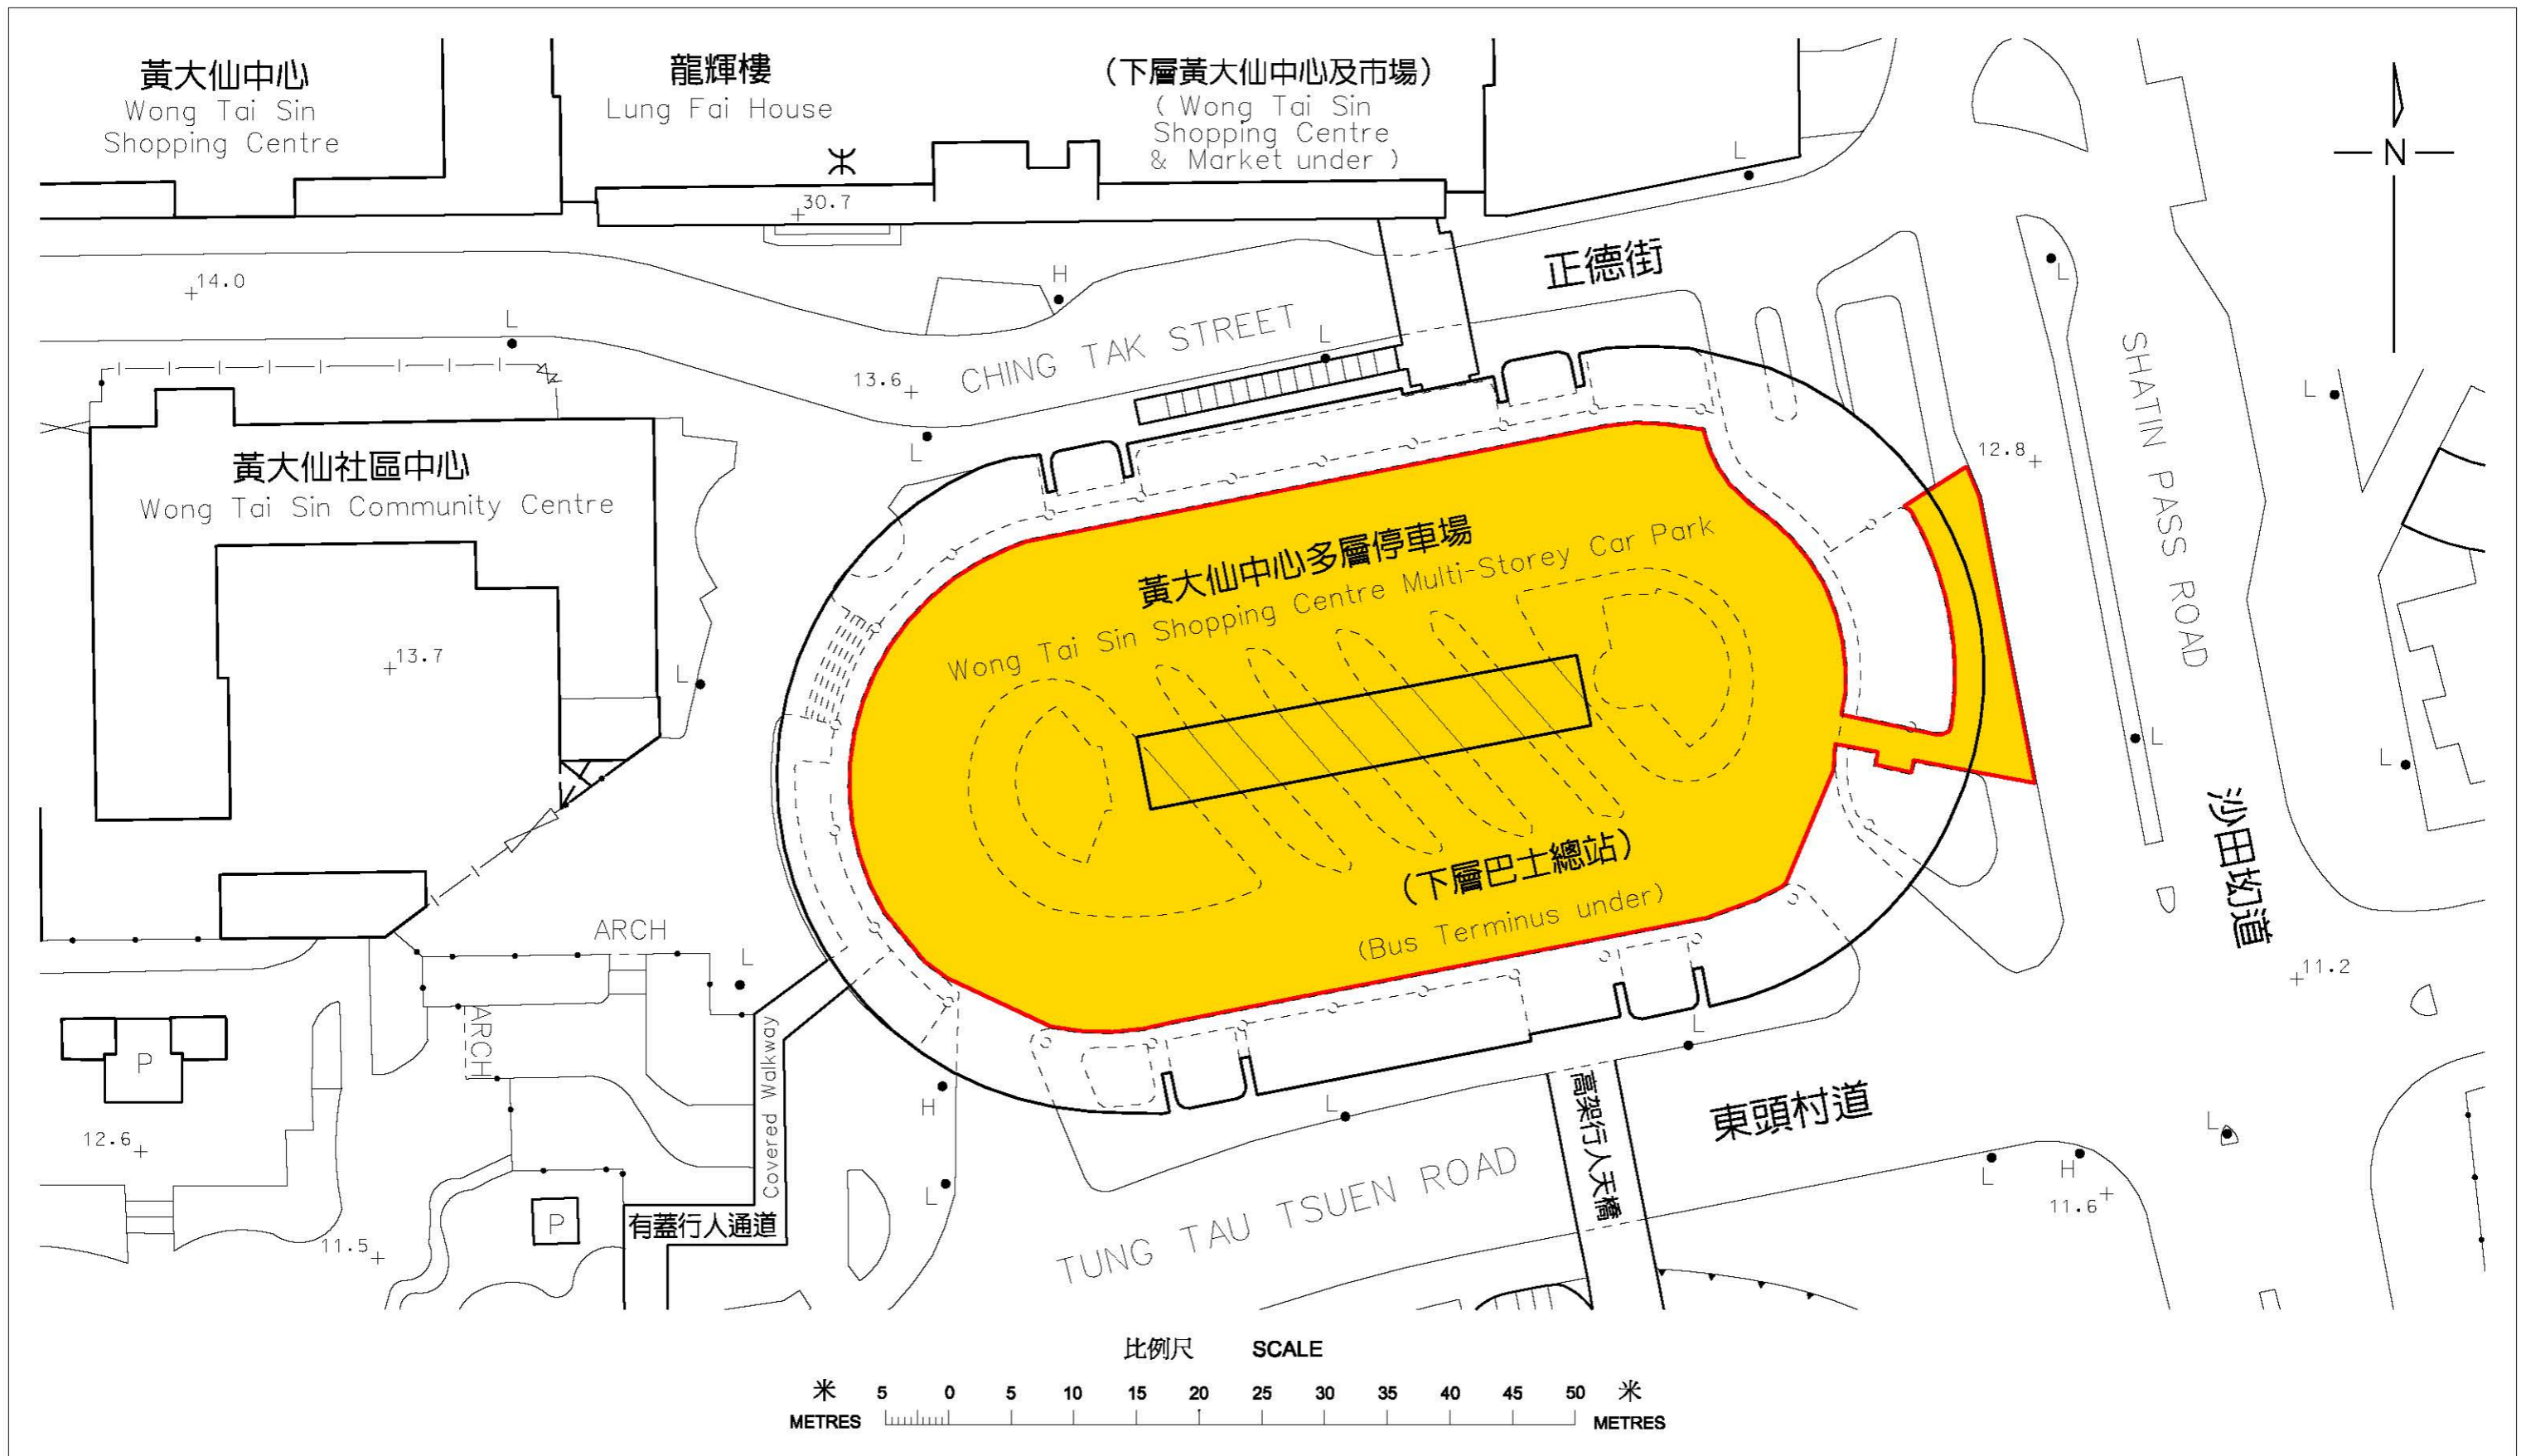 黃大仙中心
Wong Tai Sin
Shopping Centre
龍輝樓
Lung Fai House
(下層黃大仙中心及市場)
( Wong Tai Sin
Shopping Centre
& Market under )
L
N
30.7
正德街
14.0
H
L
L
CHING TAK STREET
L
13.6
L
L
SHATIN PASS ROAD
L
12.8
黃大仙社區中心
Wong Tai Sin Community Centre
黃大仙中心多層停車場
Wong Tai Sin Shopping Centre Multi-Storey Car Park
13.7
L
L
L
沙田坳道
(下層巴士總站)
(Bus Terminus under)
ARCH
L
11.2
ARCH
Covered Walkway
P
L
高架行人天橋
東頭村道
H
L
L
12.6
TUNG TAU TSUEN ROAD
L
H
L
11.6
P
有蓋行人通道
11.5
比例尺 SCALE
米 5 0 5 10 15 20 25 30 35 40 45 50 米
METRES METRES